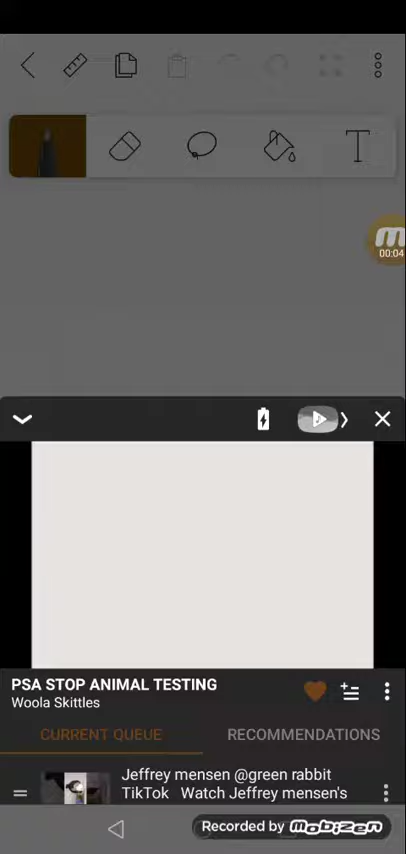 T
00:04
PSA STOP ANIMAL TESTING
Woola Skittles
CURRENT QUEUE
RECOMMENDATIONS
Jeffrey mensen @green rabbit
TikTok Watch Jeffrey mensen's
Recorded by mobizen